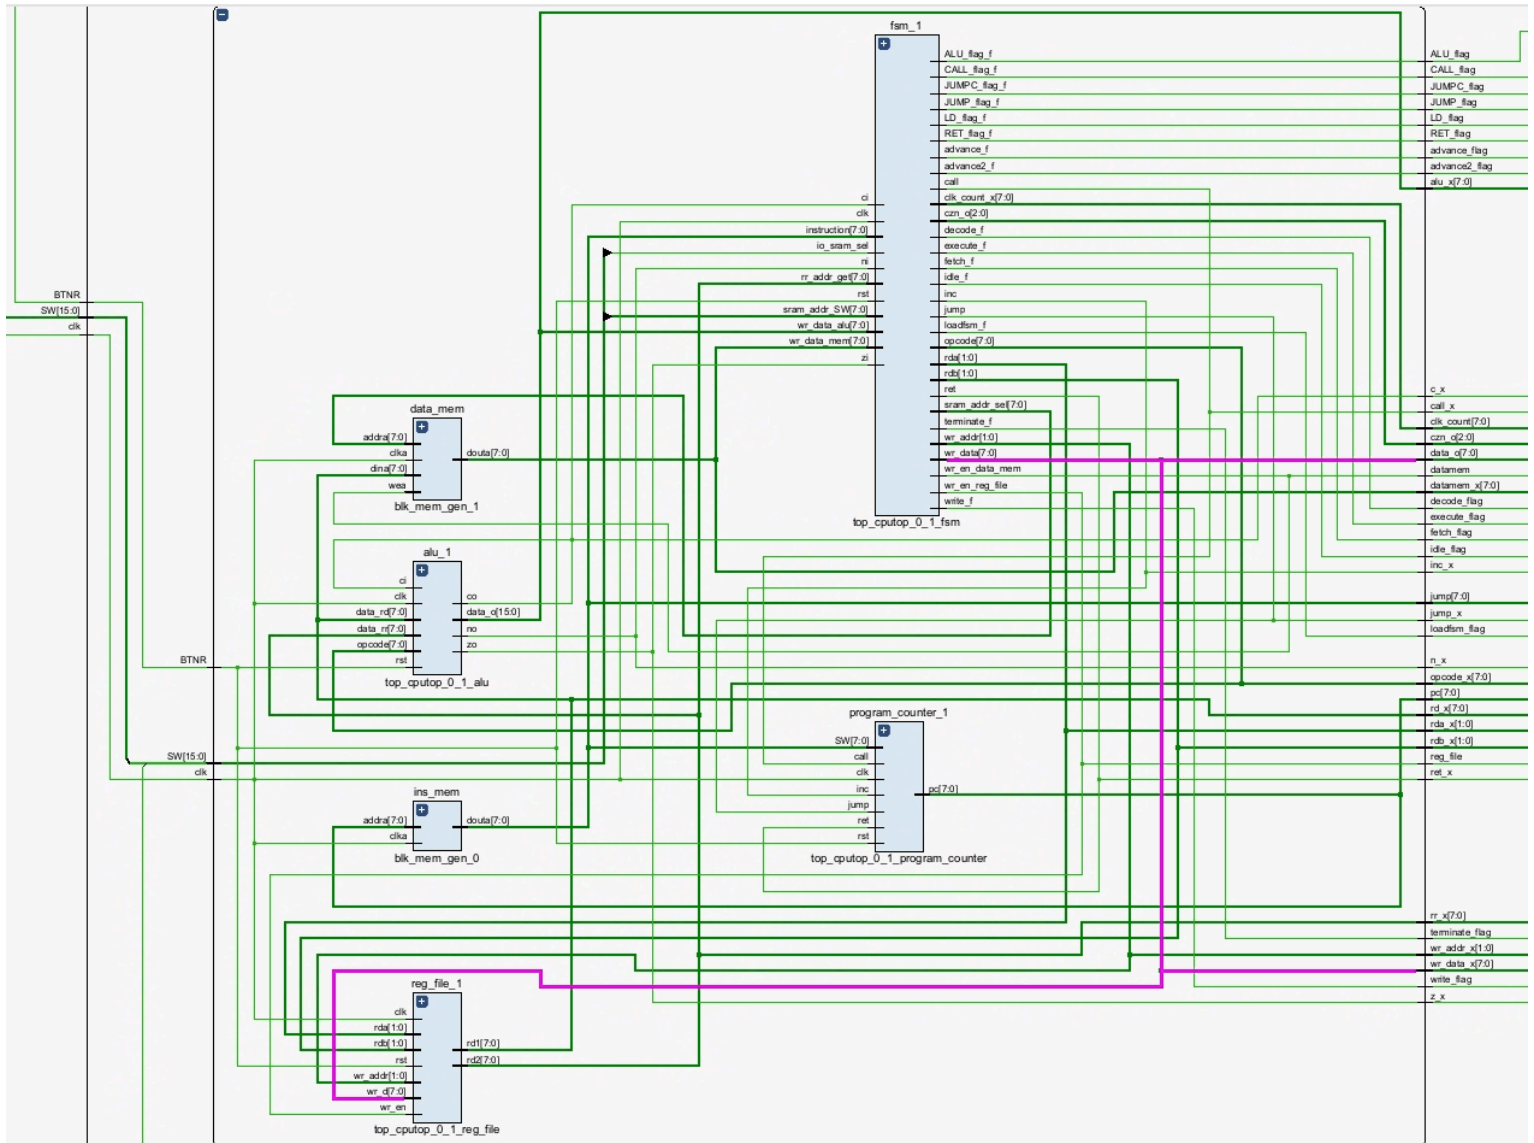 BTNR
SW[15:0]
clk
BTNR
SW[15:0]
clk
fsm_1
ci
clk
instruction[7:0]
io_sram_sel
ni
rr_addr_get[7:0]
rst
sram_addr_SW[7:0]
wr_data_alu[7:0]
wr_data_mem[7:0]
zi
ALU_flag_f
CALL_flag_f
JUMPC_flag_f
JUMP_flag_f
LD_flag_f
RET_flag_f
advance_f
advance2_f
call
clk_count_x[7:0]
czn_o[2:0]
decode_f
execute_f
fetch_f
idle_f
inc
jump
loadfsm_f
opcode[7:0]
rda[1:0]
rdb[1:0]
ret
sram_addr_sel[7:0]
terminate_f
wr_addr[1:0]
wr_data[7:0]
wr_en_data_mem
wr_en_reg_file
write_f
top_cputop_0_1_fsm
data_mem
addra[7:0]
clka
dina[7:0]
wea
douta[7:0]
blk_mem_gen_1
alu_1
ci
clk
data_rd[7:0]
data_rr[7:0]
opcode[7:0]
rst
co
data_o[15:0]
no
zo
top_cputop_0_1_alu
program_counter_1
SW[7:0]
call
clk
inc
jump
ret
rst
pc[7:0]
top_cputop_0_1_program_counter
ins_mem
addra[7:0]
clka
douta[7:0]
blk_mem_gen_0
reg_file_1
clk
rda[1:0]
rdb[1:0]
rst
wr_addr[1:0]
wr_d[7:0]
wr_en
rd1[7:0]
rd2[7:0]
top_cputop_0_1_reg_file
ALU_flag
CALL_flag
JUMPC_flag
JUMP_flag
LD_flag
RET_flag
advance_flag
advance2_flag
alu_x[7:0]
c_x
call_x
clk_count[7:0]
czn_o[2:0]
data_o[7:0]
datamem
datamem_x[7:0]
decode_flag
execute_flag
fetch_flag
idle_flag
inc_x
jump[7:0]
jump_x
loadfsm_flag
n_x
opcode_x[7:0]
pc[7:0]
rd_x[7:0]
rda_x[1:0]
rdb_x[1:0]
reg_file
ret_x
rr_x[7:0]
terminate_flag
wr_addr_x[1:0]
wr_data_x[7:0]
write_flag
z_x